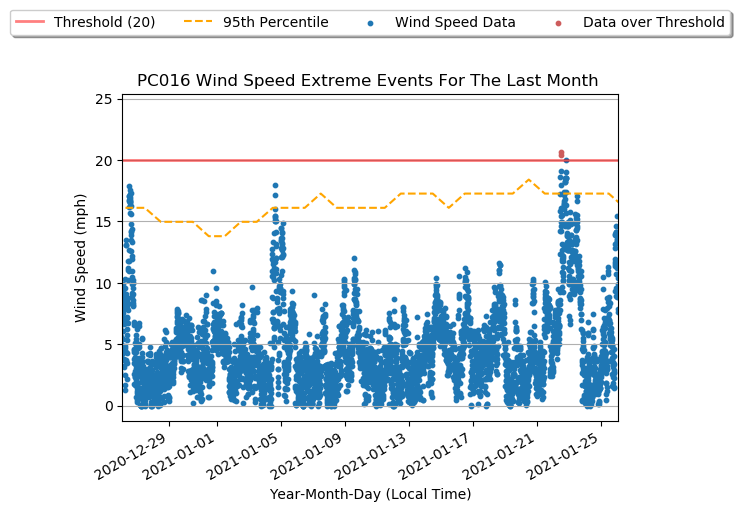 Threshold (20) 95th Percentile Wind Speed Data Data over Threshold
PC016 Wind Speed Extreme Events For The Last Month
25
20
15
10
5
0
Wind Speed (mph)
2020-12-29 2021-01-01 2021-01-05 2021-01-09 2021-01-13 2021-01-17 2021-01-21 2021-01-25
Year-Month-Day (Local Time)